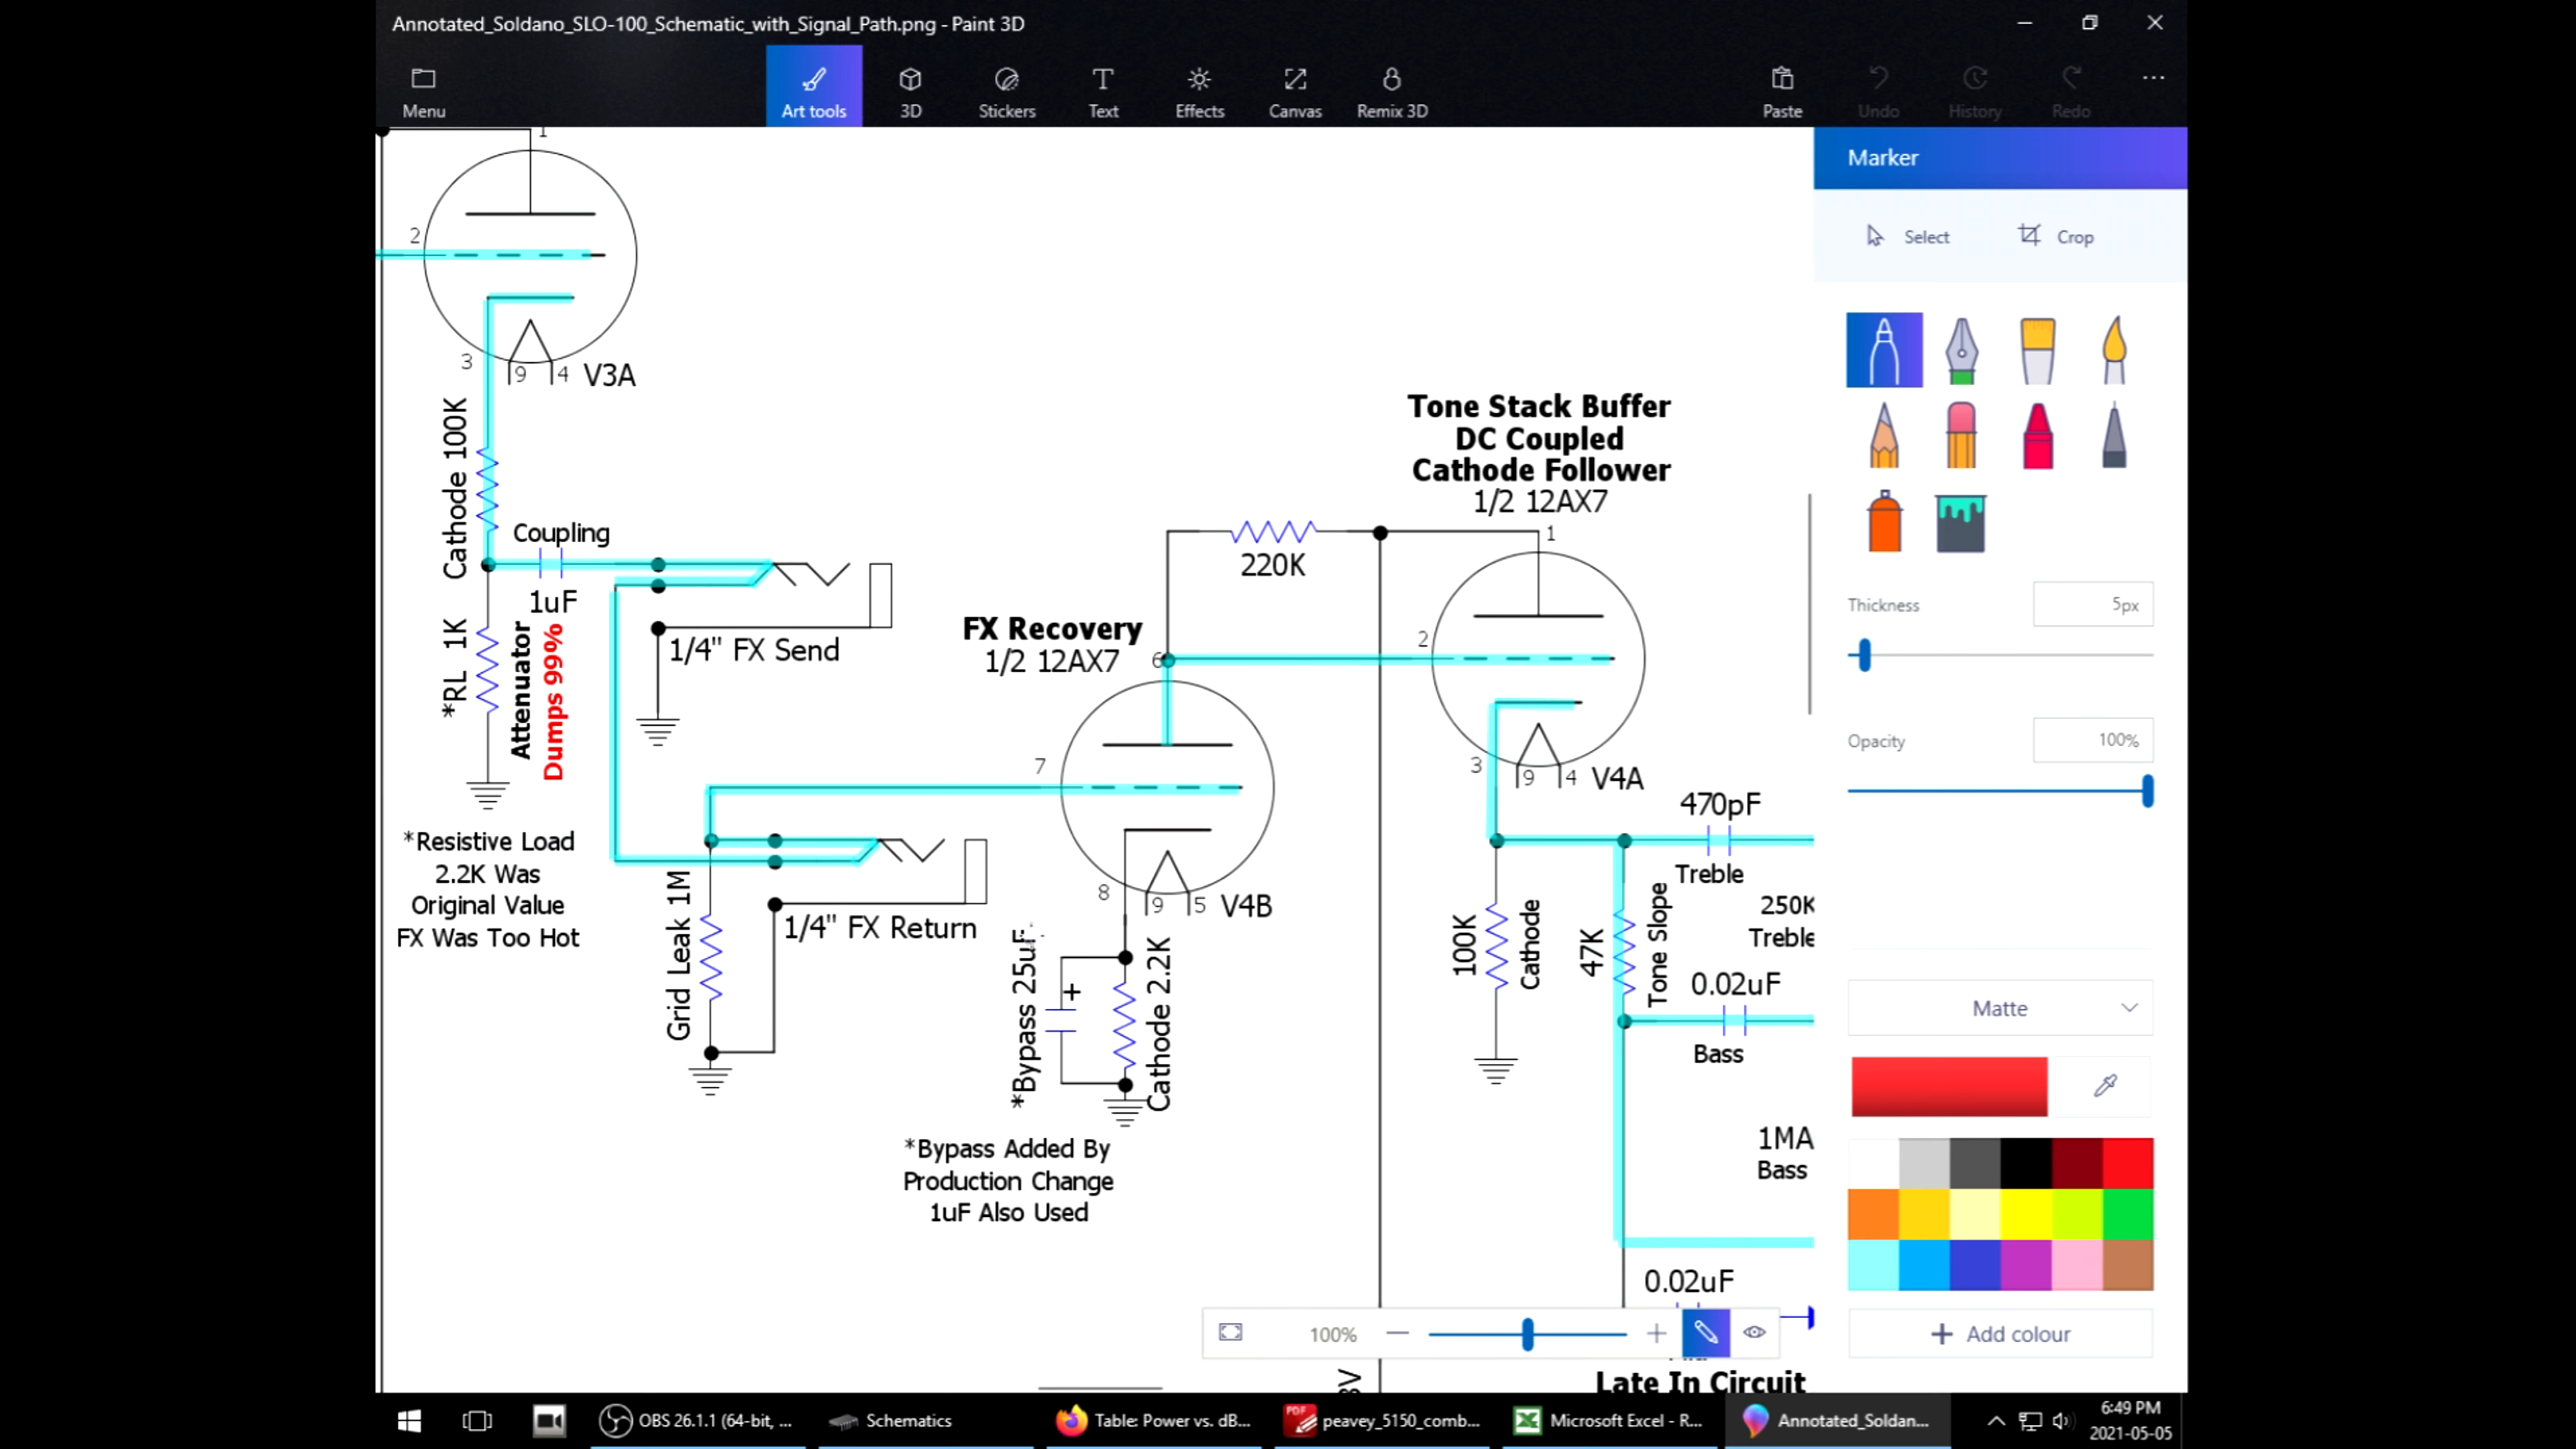 Annotated_Soldano_SLO-100_Schematic_with_Signal_Path.png - Paint 3D
Menu
Art tools
3D
Stickers
Text
Effects
Canvas
Remix 3D
Paste
Undo
History
Redo
Marker
Select
Crop
Thickness
5px
Opacity
100%
Matte
Add colour
1
2
3
9
4
V3A
Cathode 100K
Coupling
1uF
*RL 1K
Attenuator
Dumps 99%
1/4" FX Send
*Resistive Load
2.2K Was
Original Value
FX Was Too Hot
Grid Leak 1M
1/4" FX Return
FX Recovery
1/2 12AX7
6
7
8
9
5
V4B
*Bypass 25uF
+
Cathode 2.2K
*Bypass Added By
Production Change
1uF Also Used
220K
Tone Stack Buffer
DC Coupled
Cathode Follower
1/2 12AX7
1
2
3
9
4
V4A
100K
Cathode
47K
Tone Slope
470pF
Treble
250K
Treble
0.02uF
Bass
1MA
Bass
0.02uF
Late In Circuit
100%
OBS 26.1.1 (64-bit, ...
Schematics
Table: Power vs. dB...
PDF
peavey_5150_comb...
Microsoft Excel - R...
Annotated_Soldan...
6:49 PM
2021-05-05